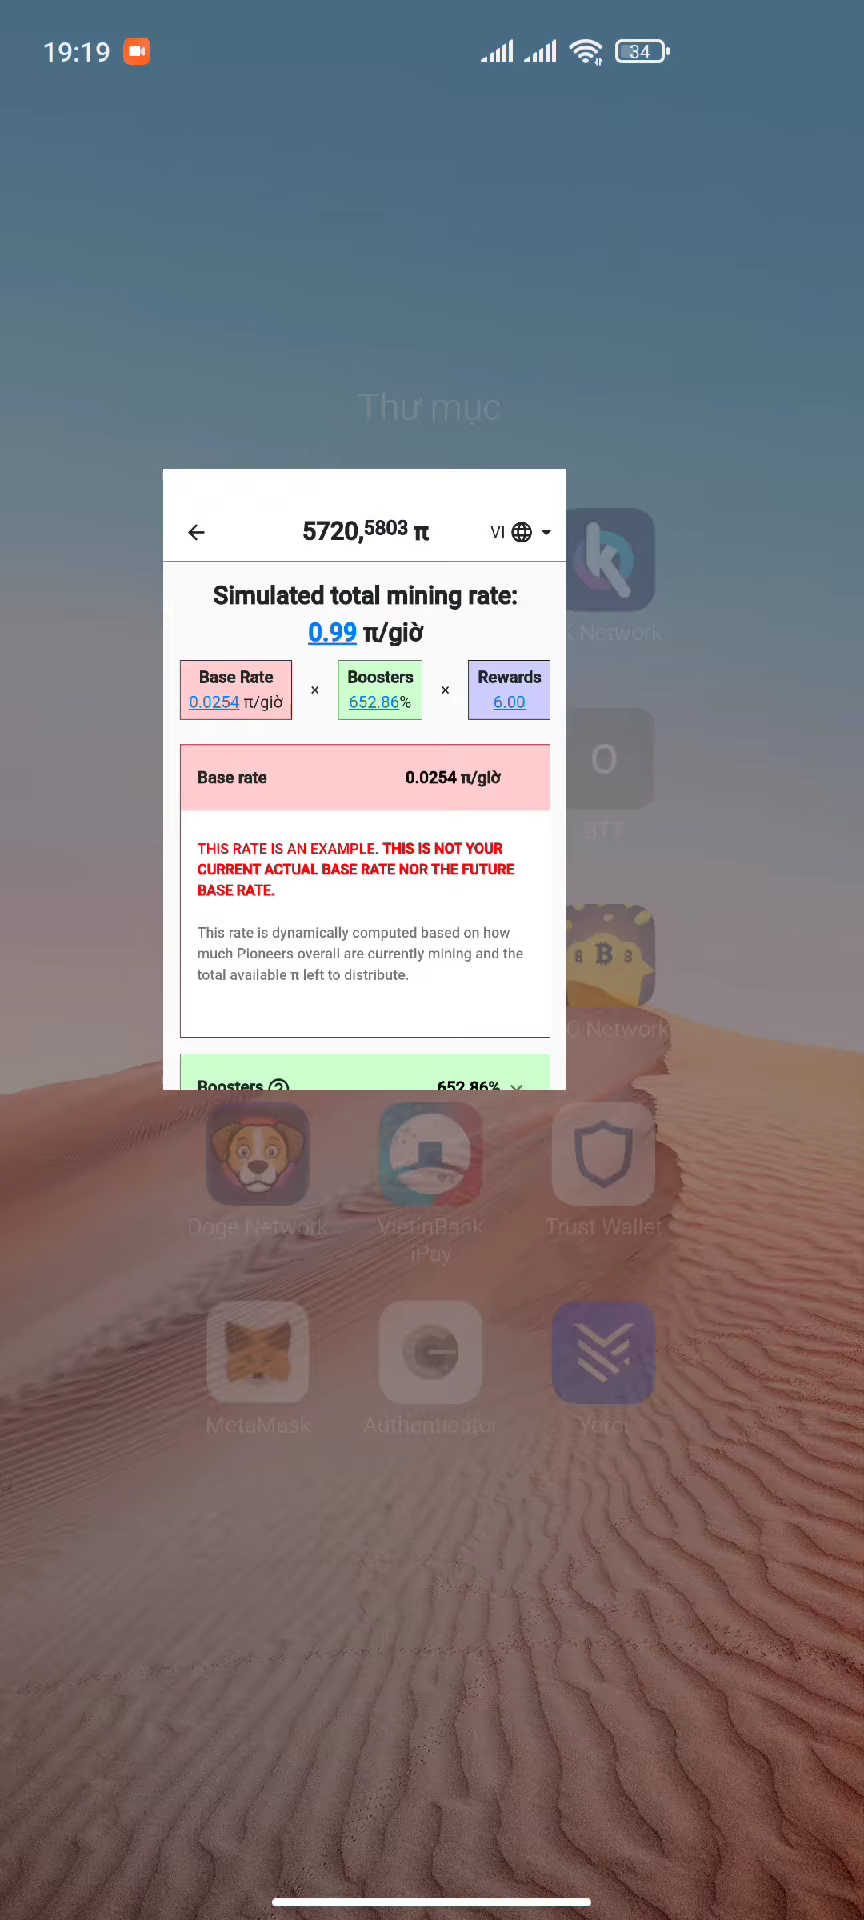 19:19
34
Thư mục
5720,5803 π
VI
Simulated total mining rate:
0.99 π/giờ
Base Rate
0.0254 π/giờ
×
Boosters
652.86%
×
Rewards
6.00
Base rate
0.0254 π/giờ
THIS RATE IS AN EXAMPLE. THIS IS NOT YOUR
CURRENT ACTUAL BASE RATE NOR THE FUTURE
BASE RATE.
This rate is dynamically computed based on how
much Pioneers overall are currently mining and the
total available π left to distribute.
Boosters
652.86%
Network
BTT
Network
Doge Network
VietinBank
iPay
Trust Wallet
MetaMask
Authenticator
Yoroi